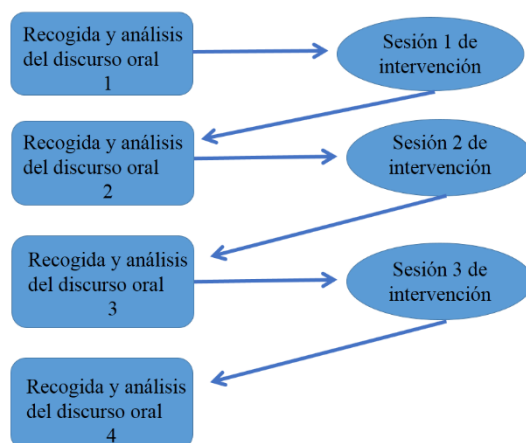 Recogida y análisis
del discurso oral
1
Sesión 1 de
intervención
Recogida y análisis
del discurso oral
2
Sesión 2 de
intervención
Recogida y análisis
del discurso oral
3
Sesión 3 de
intervención
Recogida y análisis
del discurso oral
4